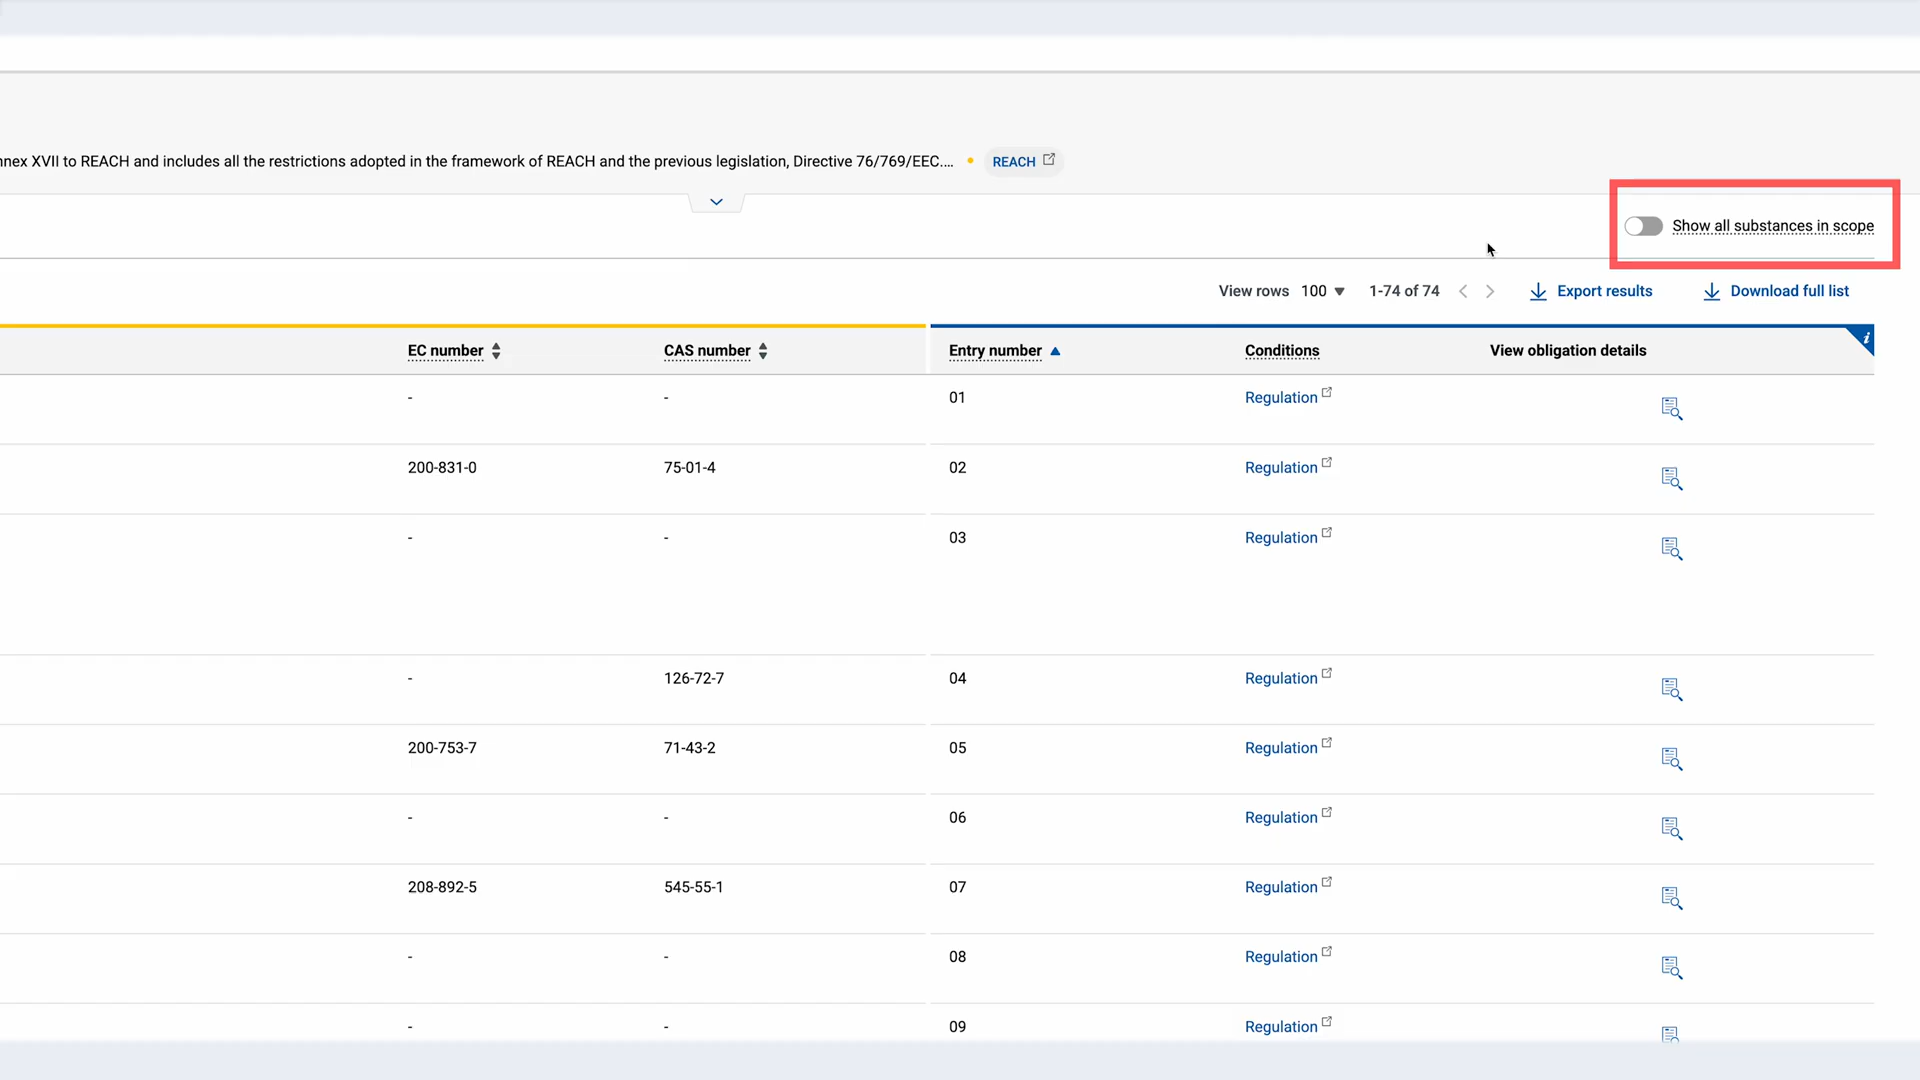 nnex XVII to REACH and includes all the restrictions adopted in the framework of REACH and the previous legislation, Directive 76/769/EEC.... REACH
Show all substances in scope
View rows 100 1-74 of 74 Export results Download full list
EC number CAS number Entry number Conditions View obligation details i
- - 01 Regulation
200-831-0 75-01-4 02 Regulation
- - 03 Regulation
- 126-72-7 04 Regulation
200-753-7 71-43-2 05 Regulation
- - 06 Regulation
208-892-5 545-55-1 07 Regulation
- - 08 Regulation
- - 09 Regulation